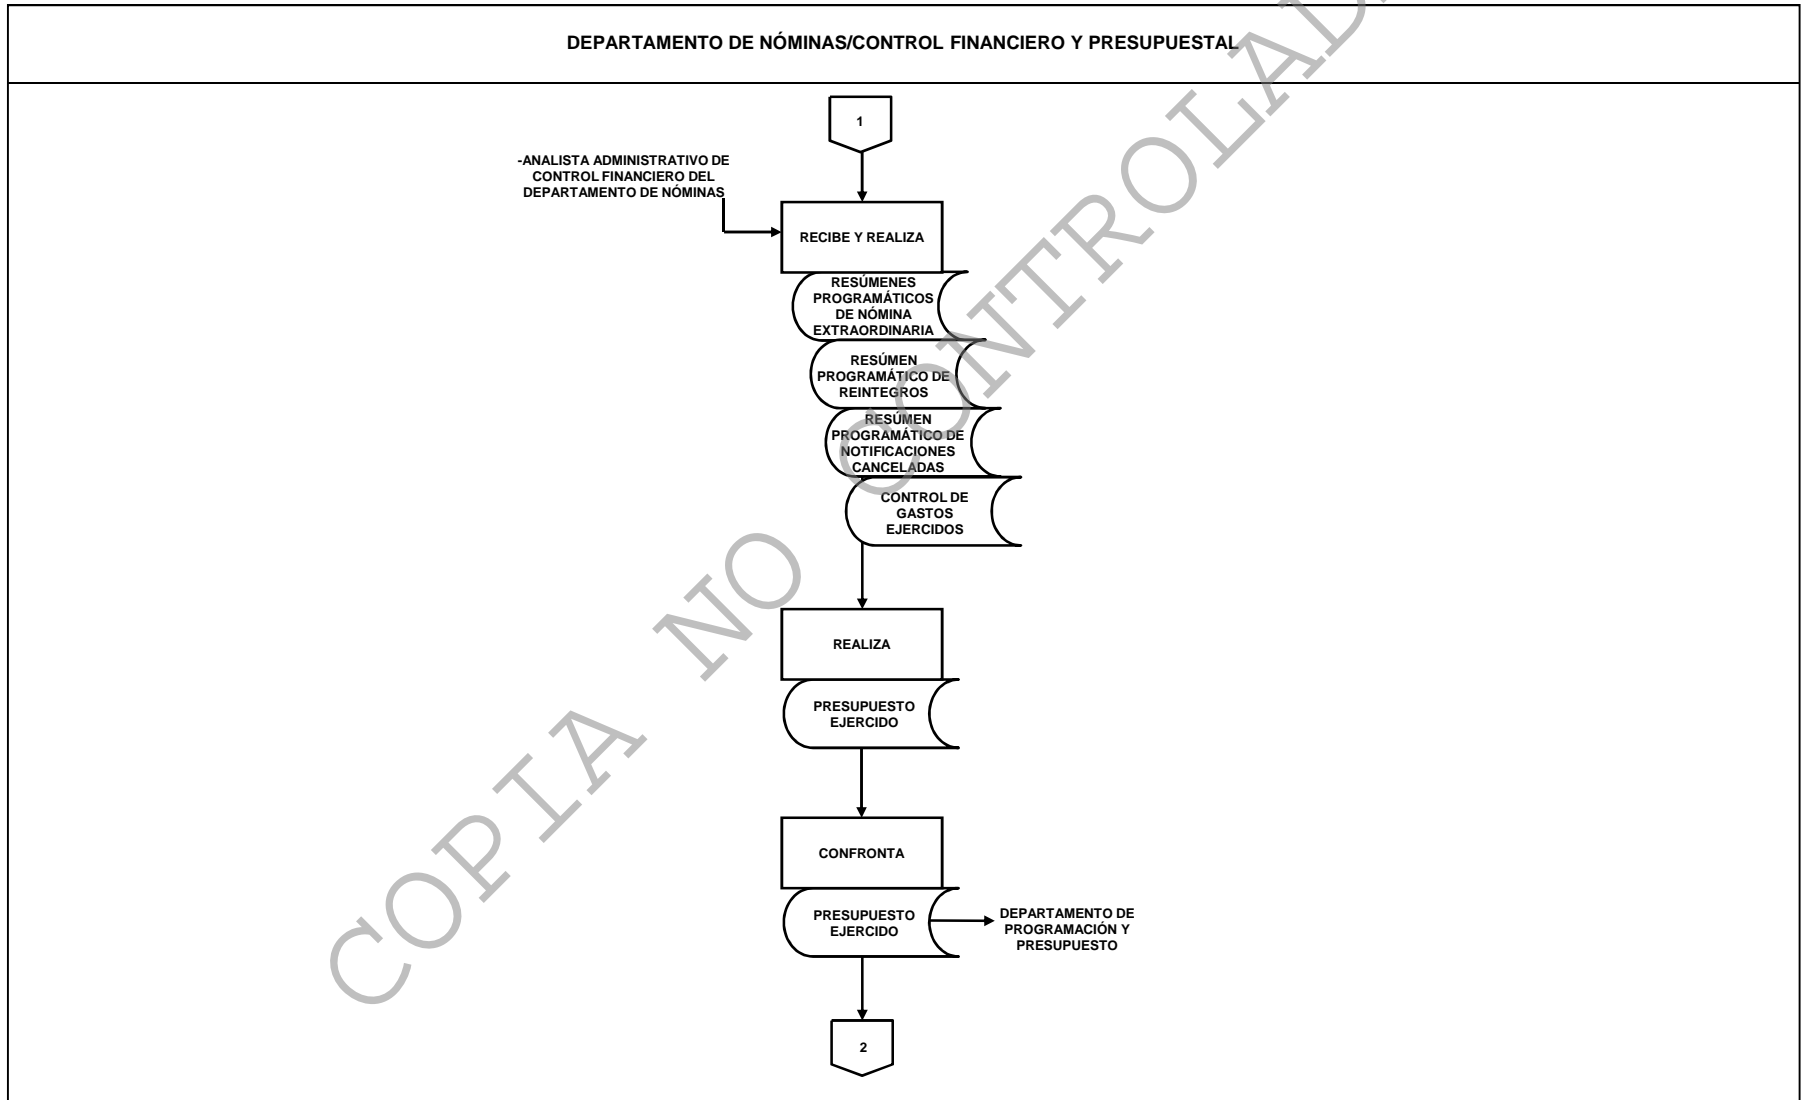 DEPARTAMENTO DE NÓMINAS/CONTROL FINANCIERO Y PRESUPUESTAL
1
-ANALISTA ADMINISTRATIVO DE
CONTROL FINANCIERO DEL
DEPARTAMENTO DE NÓMINAS
RECIBE Y REALIZA
RESÚMENES
PROGRAMÁTICOS
DE NÓMINA
EXTRAORDINARIA
RESÚMEN
PROGRAMÁTICO DE
REINTEGROS
RESÚMEN
PROGRAMÁTICO DE
NOTIFICACIONES
CANCELADAS
CONTROL DE
GASTOS
EJERCIDOS
REALIZA
PRESUPUESTO
EJERCIDO
CONFRONTA
PRESUPUESTO
EJERCIDO
DEPARTAMENTO DE
PROGRAMACIÓN Y
PRESUPUESTO
2
COPIA NO CONTROLAD